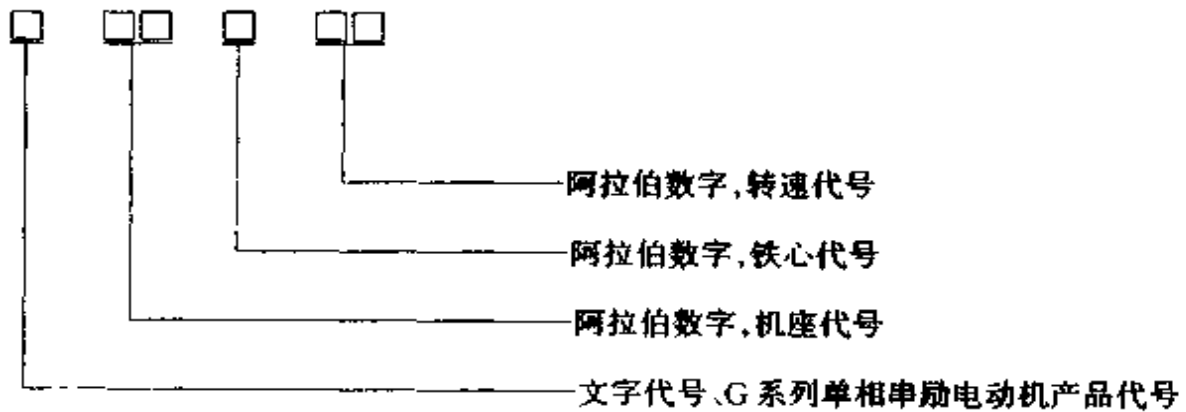 阿拉伯数字,转速代号
阿拉伯数字,铁心代号
阿拉伯数字,机座代号
文字代号、G系列单相串励电动机产品代号